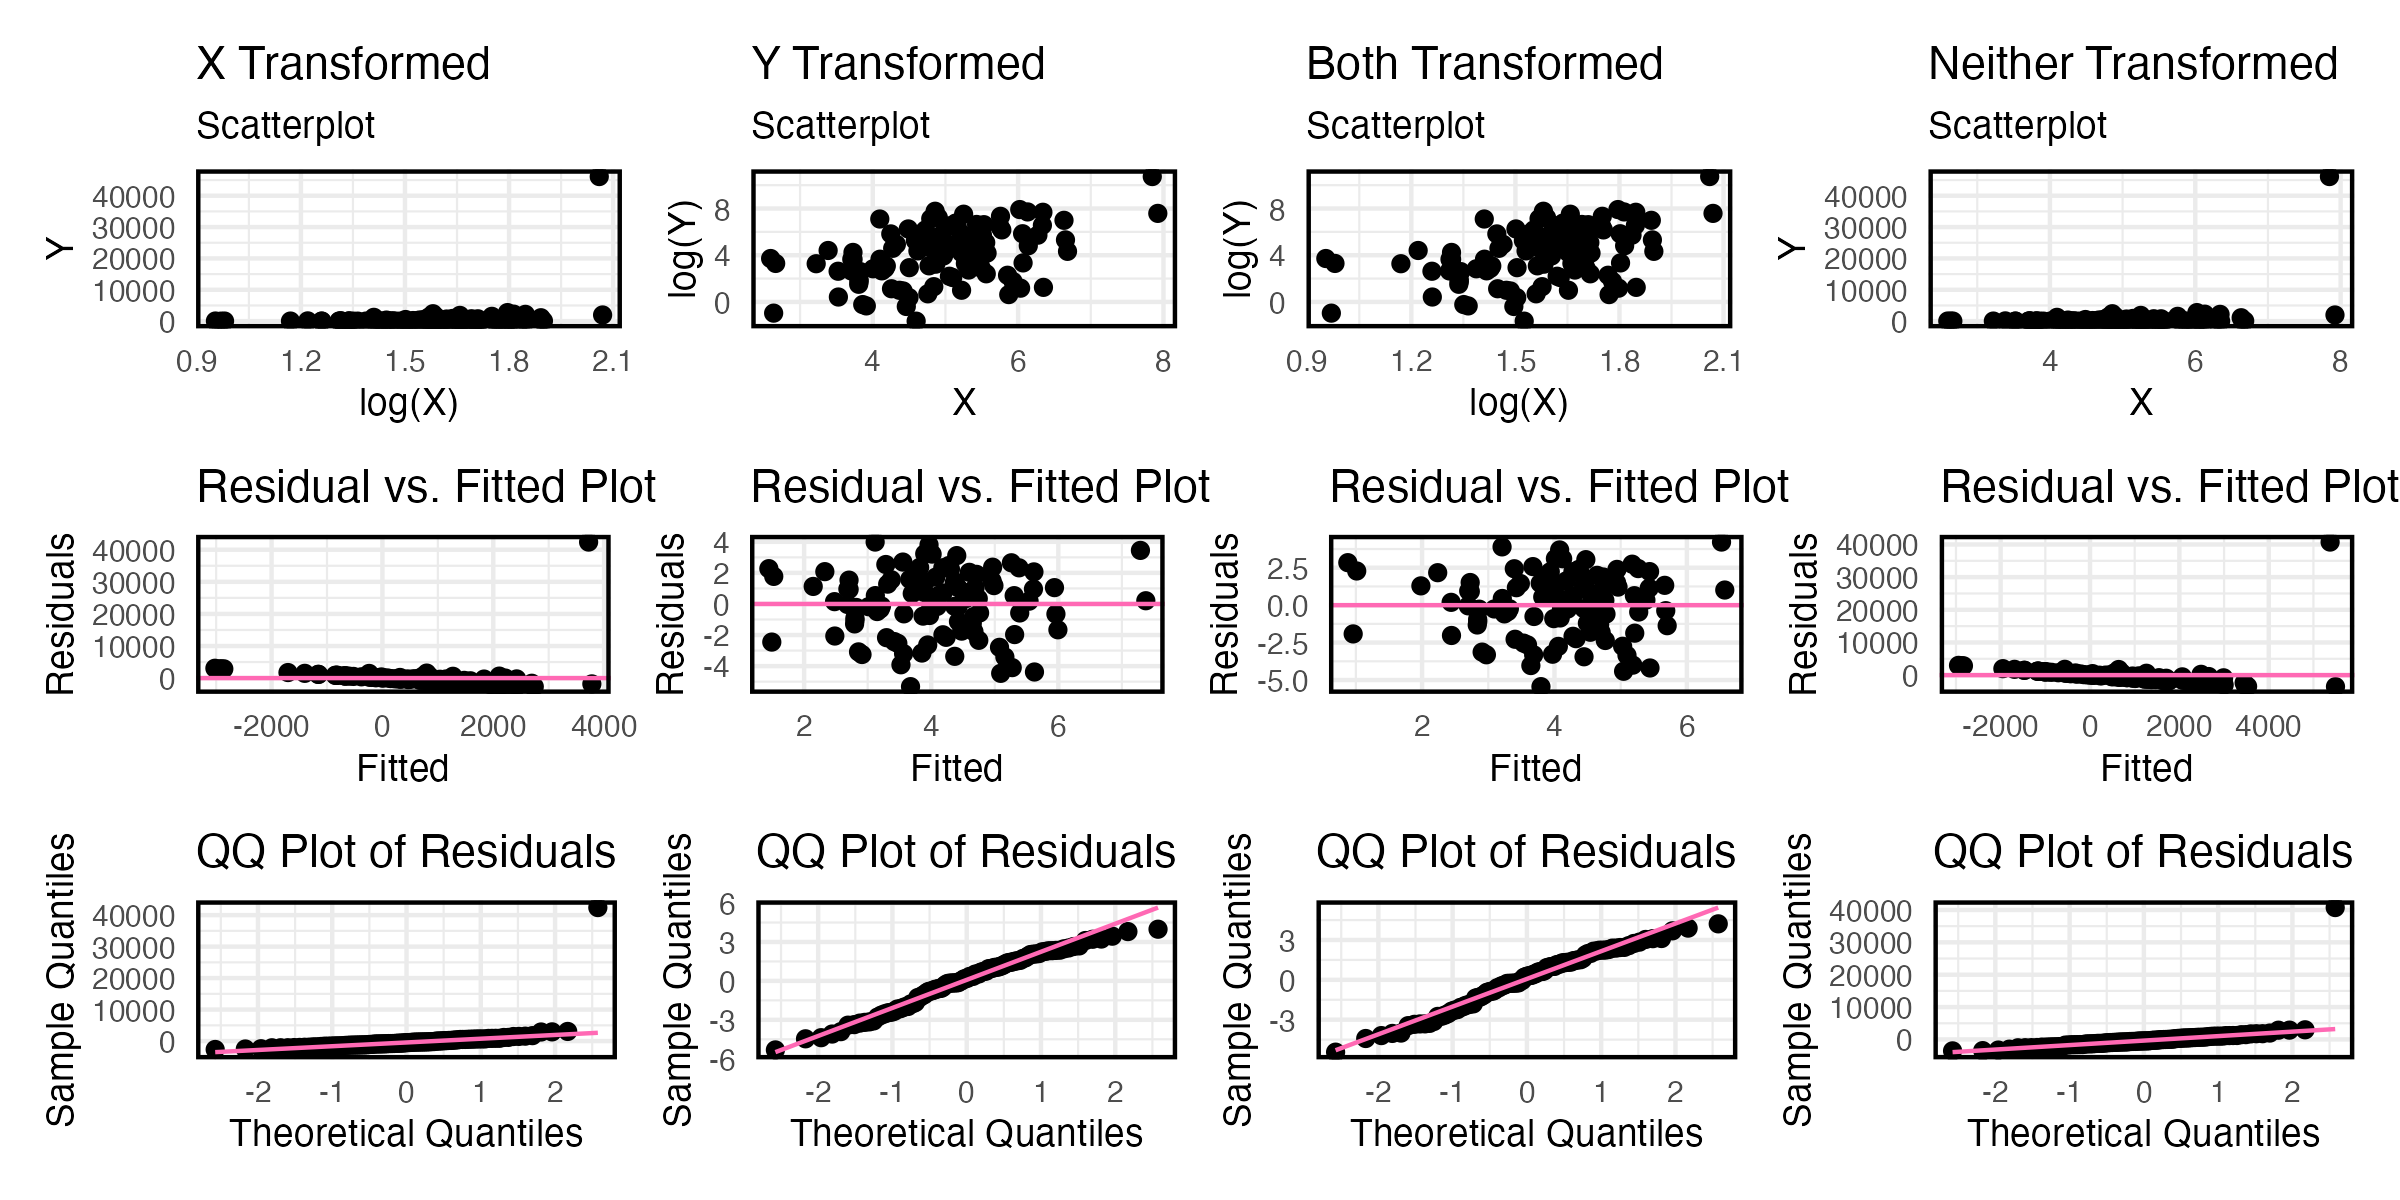 X Transformed
Y Transformed
Both Transformed
Neither Transformed
Scatterplot
Scatterplot
Scatterplot
Scatterplot
Y
40000
30000
20000
10000
0
0.9 1.2 1.5 1.8 2.1
log(X)
log(Y)
8
4
0
4 6 8
X
log(Y)
8
4
0
0.9 1.2 1.5 1.8 2.1
log(X)
Y
40000
30000
20000
10000
0
4 6 8
X
Residual vs. Fitted Plot
Residual vs. Fitted Plot
Residual vs. Fitted Plot
Residual vs. Fitted Plot
Residuals
40000
30000
20000
10000
0
-2000 0 2000 4000
Fitted
Residuals
4
2
0
-2
-4
2 4 6
Fitted
Residuals
2.5
0.0
-2.5
-5.0
2 4 6
Fitted
Residuals
40000
30000
20000
10000
0
-2000 0 2000 4000
Fitted
QQ Plot of Residuals
QQ Plot of Residuals
QQ Plot of Residuals
QQ Plot of Residuals
Sample Quantiles
40000
30000
20000
10000
0
-2 -1 0 1 2
Theoretical Quantiles
Sample Quantiles
6
3
0
-3
-6
-2 -1 0 1 2
Theoretical Quantiles
Sample Quantiles
3
0
-3
-2 -1 0 1 2
Theoretical Quantiles
Sample Quantiles
40000
30000
20000
10000
0
-2 -1 0 1 2
Theoretical Quantiles